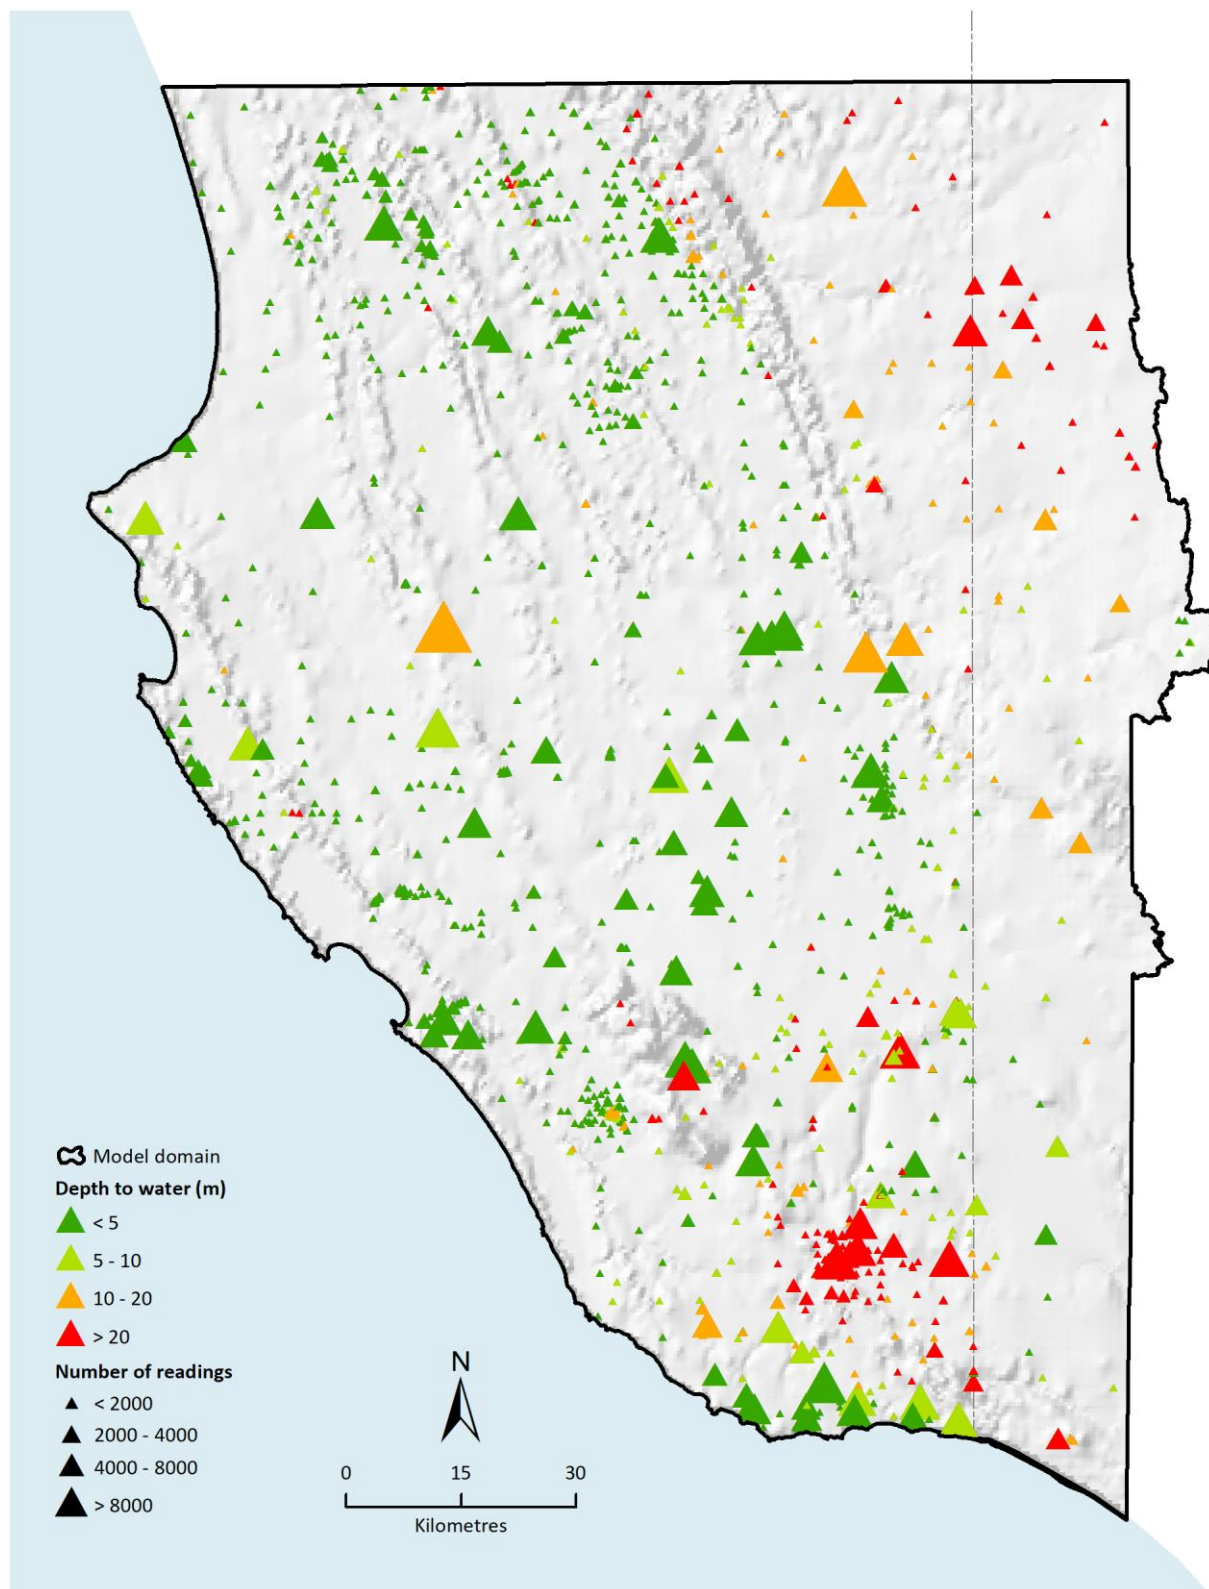 Model domain
Depth to water (m)
< 5
5 - 10
10 - 20
> 20
Number of readings
< 2000
2000 - 4000
4000 - 8000
> 8000
N
0 15 30
Kilometres